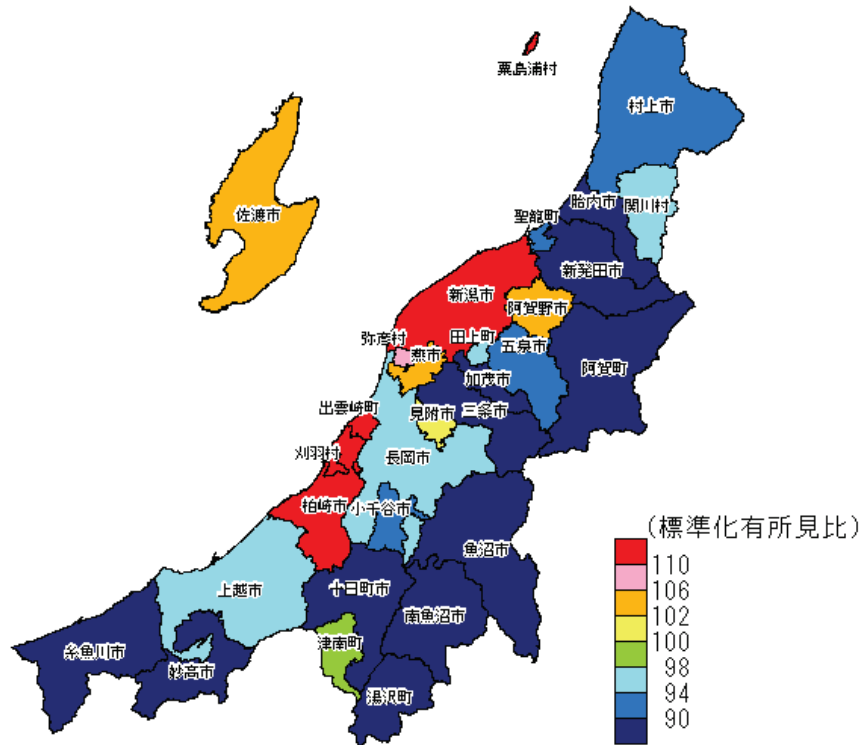 粟島浦村
村上市
佐渡市
胎内市
関川村
聖籠町
新発田市
新潟市
阿賀野市
弥彦村
田上町
燕市
五泉市
阿賀町
加茂市
出雲崎町
見附市
三条市
刈羽村
長岡市
柏崎市
小千谷市
(標準化有所見比)
魚沼市
110
106
上越市
十日町市
102
南魚沼市
100
糸魚川市
津南町
98
妙高市
94
湯沢町
90